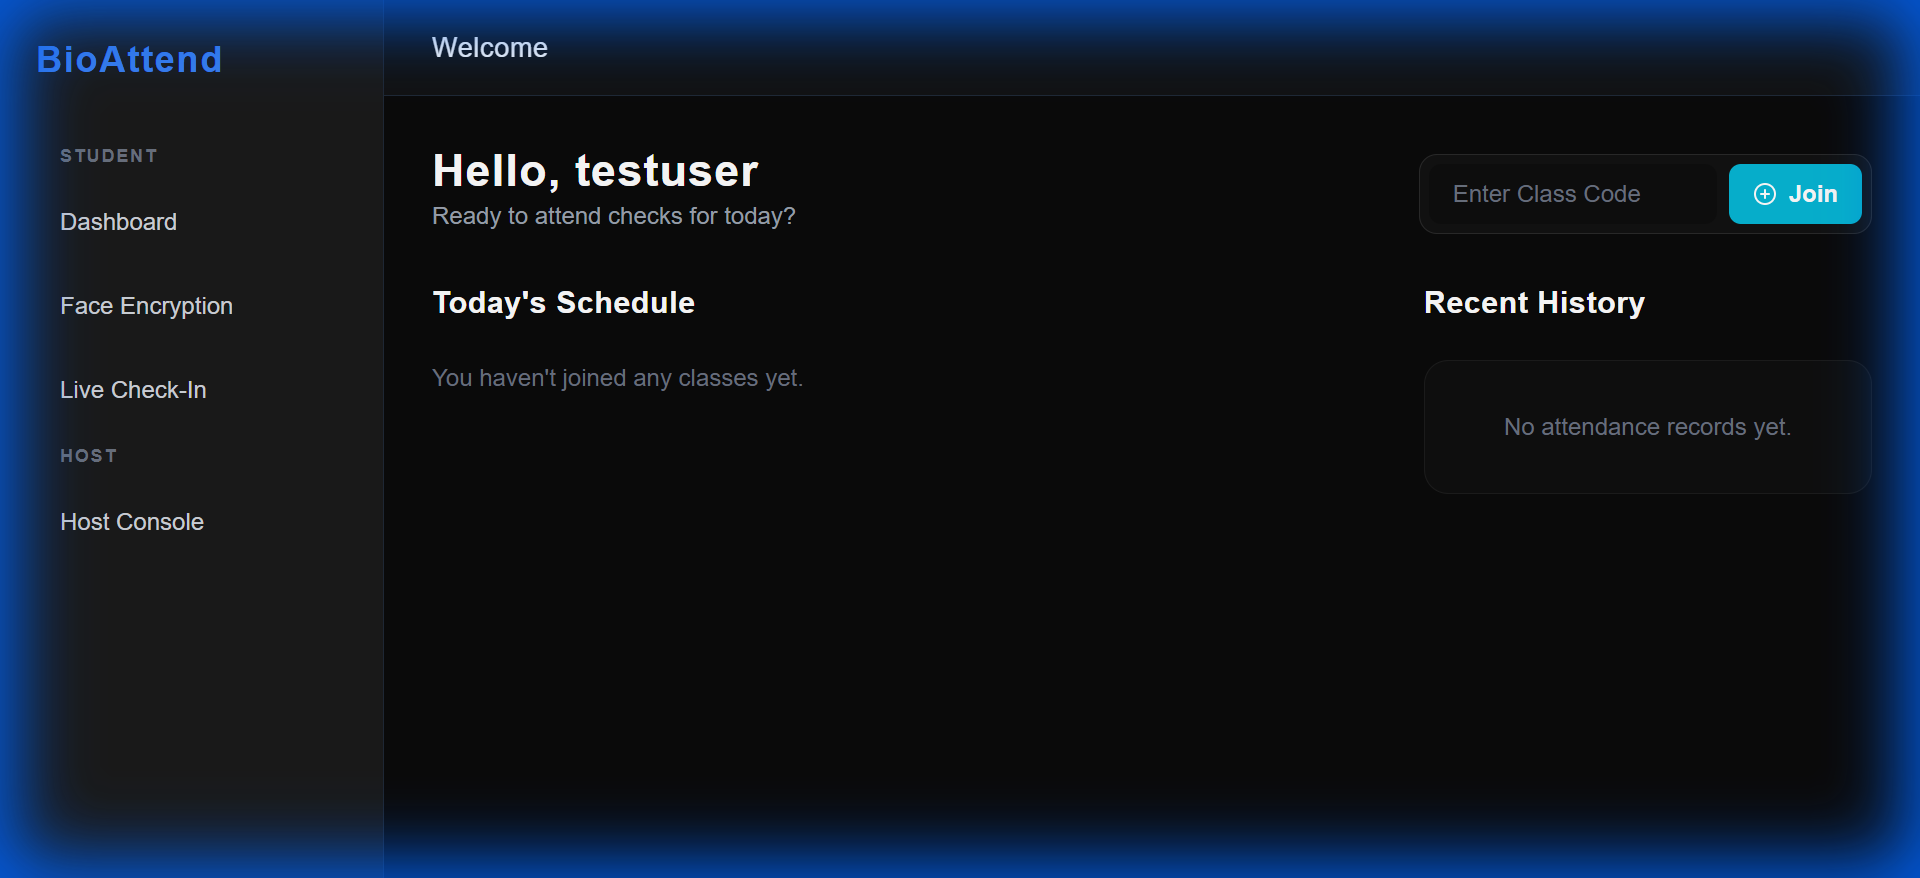 BioAttend
STUDENT
Dashboard
Face Encryption
Live Check-In
HOST
Host Console
Welcome
Hello, testuser
Ready to attend checks for today?
Enter Class Code
Join
Today's Schedule
You haven't joined any classes yet.
Recent History
No attendance records yet.